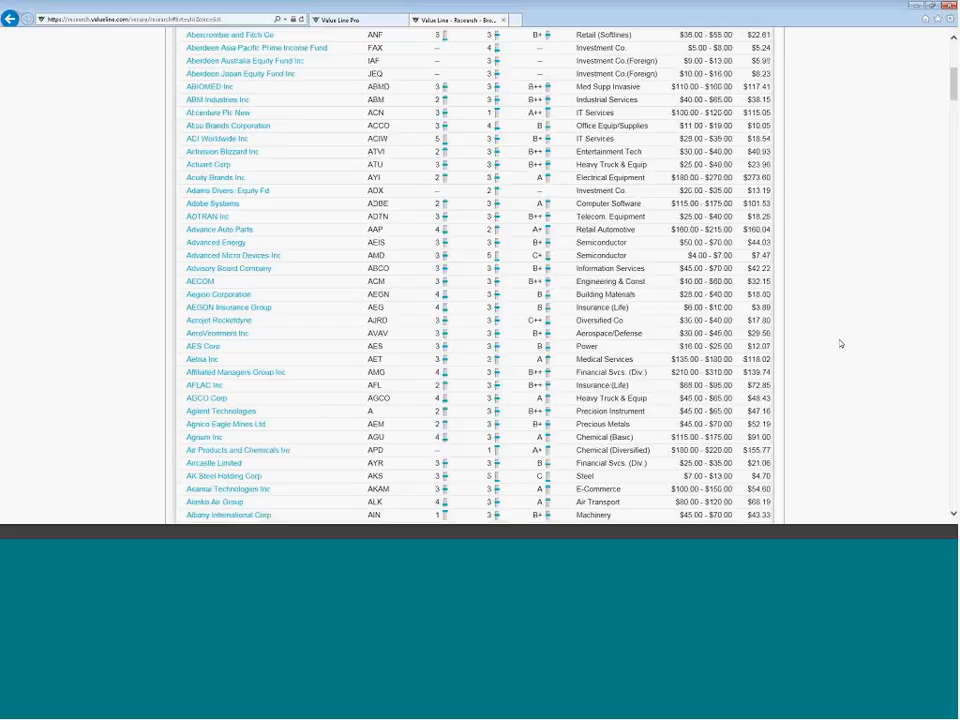 Value Line Pro
Value Line - Research - Bro...
Abercrombie and Fitch Co ANF 3 3 B+ Retail (Softlines) $36.00 - $55.00 $22.61
Aberdeen Asia Pacific Prime Income Fund FAX -- 4 -- Investment Co. $5.00 - $8.00 $5.24
Aberdeen Australia Equity Fund Inc IAF -- 3 -- Investment Co.(Foreign) $9.00 - $13.00 $5.98
Aberdeen Japan Equity Fund Inc JEQ -- 3 -- Investment Co.(Foreign) $10.00 - $16.00 $8.23
ABIOMED Inc ABMD 3 3 B++ Med Supp Invasive $110.00 - $160.00 $117.41
ABM Industries Inc ABM 2 3 B++ Industrial Services $40.00 - $65.00 $38.15
Accenture Plc New ACN 3 1 A++ IT Services $100.00 - $120.00 $115.05
Acco Brands Corporation ACCO 3 4 B Office Equip/Supplies $11.00 - $19.00 $10.05
ACI Worldwide Inc ACIW 5 3 B+ IT Services $25.00 - $35.00 $18.54
Activision Blizzard Inc ATVI 2 3 B++ Entertainment Tech $30.00 - $40.00 $40.93
Actuant Corp ATU 3 3 B++ Heavy Truck & Equip $25.00 - $40.00 $23.96
Acuity Brands Inc AYI 2 3 A Electrical Equipment $180.00 - $270.00 $273.60
Adams Divers. Equity Fd ADX -- 2 -- Investment Co. $20.00 - $35.00 $13.19
Adobe Systems ADBE 2 3 A Computer Software $115.00 - $175.00 $101.53
ADTRAN Inc ADTN 3 3 B++ Telecom. Equipment $25.00 - $40.00 $18.25
Advance Auto Parts AAP 4 2 A+ Retail Automotive $160.00 - $215.00 $160.04
Advanced Energy AEIS 3 3 B+ Semiconductor $50.00 - $70.00 $44.03
Advanced Micro Devices Inc AMD 3 5 C+ Semiconductor $4.00 - $7.00 $7.47
Advisory Board Company ABCO 3 3 B+ Information Services $45.00 - $70.00 $42.22
AECOM ACM 3 3 B++ Engineering & Const $10.00 - $60.00 $32.15
Aegion Corporation AEGN 4 3 B Building Materials $25.00 - $40.00 $18.83
AEGON Insurance Group AEG 4 3 B Insurance (Life) $6.00 - $10.00 $3.89
Aerojet Rocketdyne AJRD 3 3 C++ Diversified Co $30.00 - $40.00 $17.80
AeroVironment Inc AVAV 3 3 B+ Aerospace/Defense $30.00 - $45.00 $29.56
AES Corp AES 3 3 B Power $16.00 - $25.00 $12.07
Aetna Inc AET 3 3 A Medical Services $135.00 - $180.00 $118.02
Affiliated Managers Group Inc AMG 4 3 B++ Financial Svcs. (Div.) $210.00 - $310.00 $139.74
AFLAC Inc AFL 2 3 B++ Insurance (Life) $65.00 - $95.00 $72.85
AGCO Corp AGCO 4 3 A Heavy Truck & Equip $45.00 - $65.00 $48.43
Agilent Technologies A 2 3 B++ Precision Instrument $45.00 - $65.00 $47.16
Agnico Eagle Mines Ltd AEM 2 3 B+ Precious Metals $45.00 - $70.00 $52.19
Agrium Inc AGU 4 3 A Chemical (Basic) $115.00 - $175.00 $91.00
Air Products and Chemicals Inc APD -- 1 A+ Chemical (Diversified) $180.00 - $220.00 $155.77
Aircastle Limited AYR 3 3 B Financial Svcs. (Div.) $25.00 - $35.00 $21.06
AK Steel Holding Corp AKS 3 5 C Steel $7.00 - $13.00 $4.70
Akamai Technologies Inc AKAM 3 3 A E-Commerce $100.00 - $150.00 $54.60
Alaska Air Group ALK 4 3 A Air Transport $80.00 - $120.00 $68.19
Albany International Corp AIN 1 3 B+ Machinery $45.00 - $70.00 $43.33